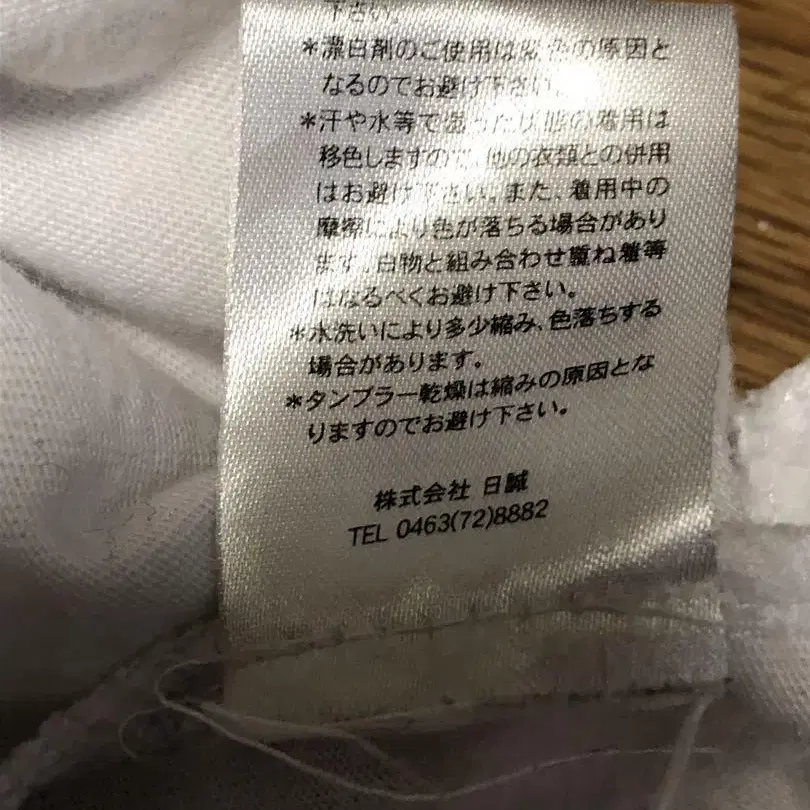 下さい。
*漂白剤のご使用は変色の原因と
なるのでお避け下さい。
*汗や水等で湿った状態の着用は
移色しますので、他の衣類との併用
はお避け下さい。また、着用中の
摩擦により色が落ちる場合があり
ます。白物と組み合わせ重ね着等
はなるべくお避け下さい。
*水洗いにより多少縮み、色落ちする
場合があります。
*タンブラー乾燥は縮みの原因とな
りますのでお避け下さい。
株式会社 日誠
TEL 0463(72)8882